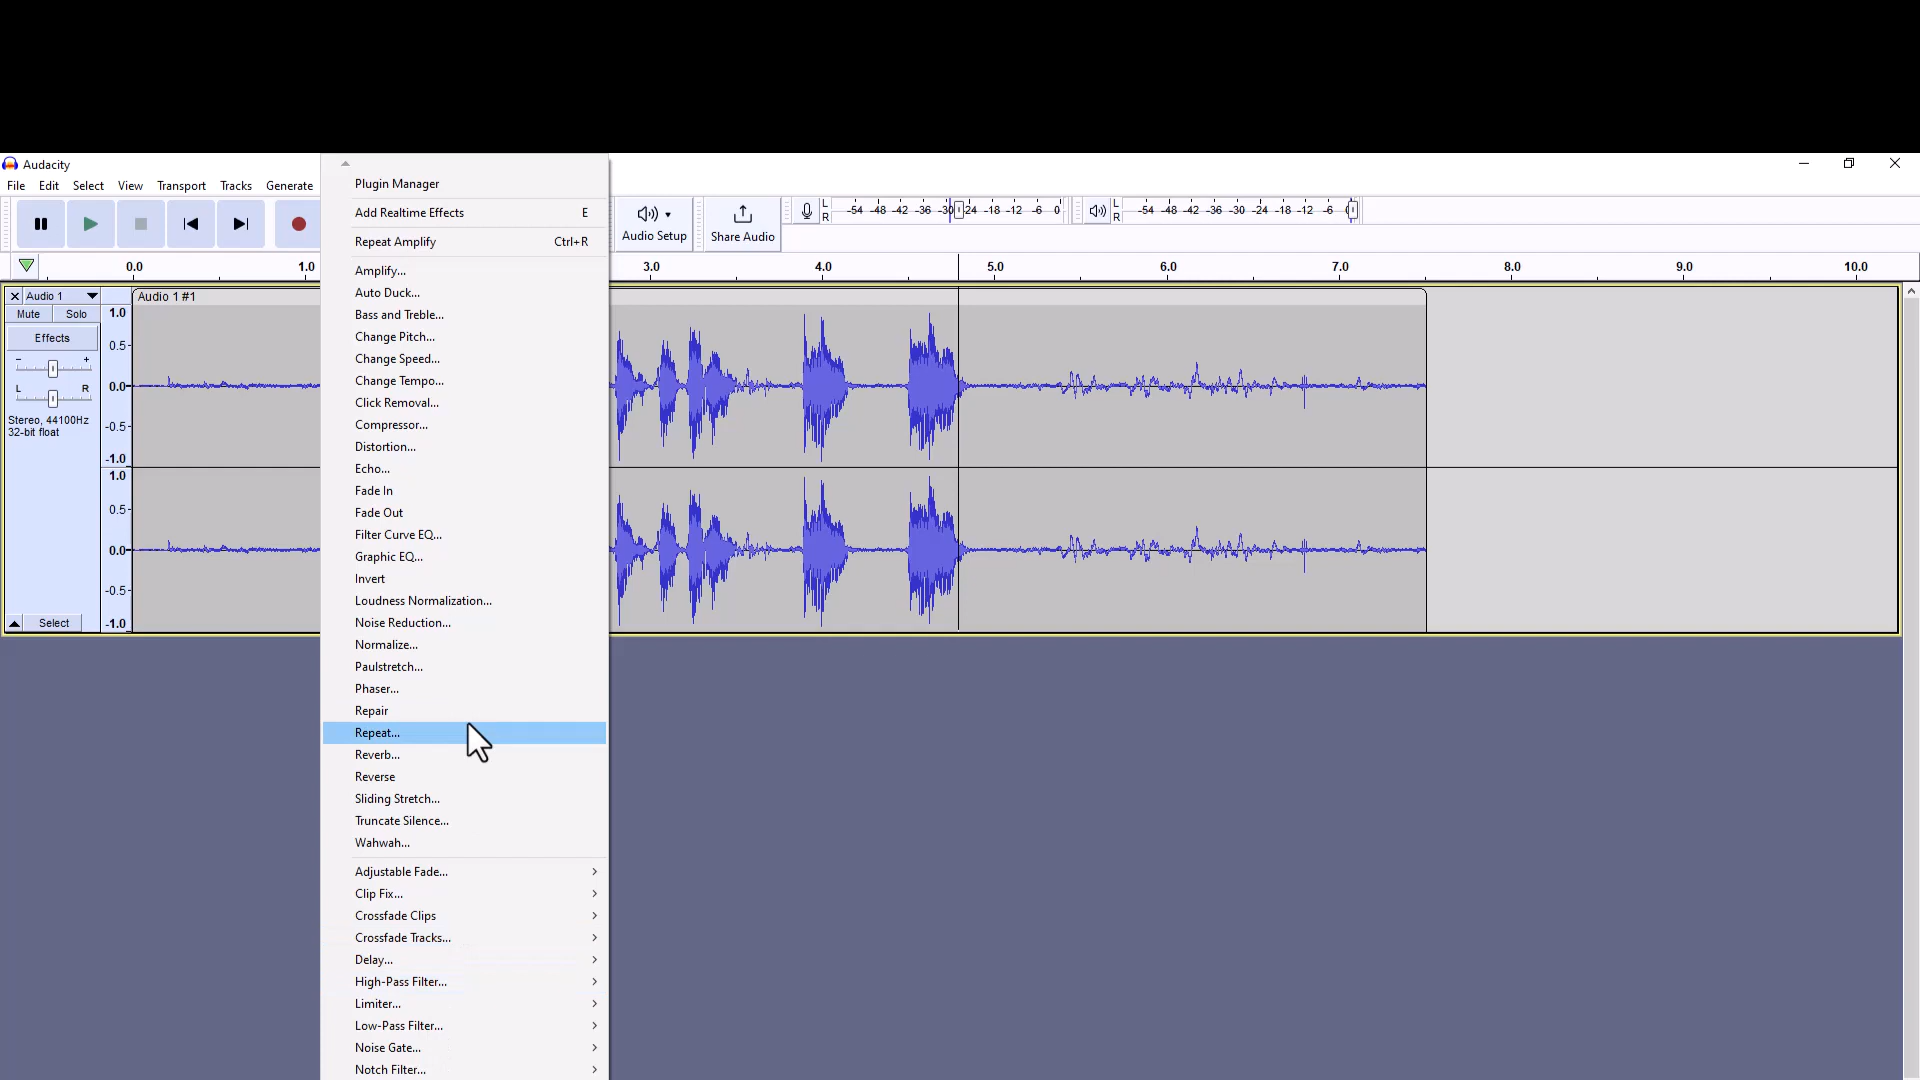 Audacity
File Edit Select View Transport Tracks Generate
Plugin Manager
Add Realtime Effects E
Repeat Amplify Ctrl+R
Amplify...
Auto Duck...
Bass and Treble...
Change Pitch...
Change Speed...
Change Tempo...
Click Removal...
Compressor...
Distortion...
Echo...
Fade In
Fade Out
Filter Curve EQ...
Graphic EQ...
Invert
Loudness Normalization...
Noise Reduction...
Normalize...
Paulstretch...
Phaser...
Repair
Repeat...
Reverb...
Reverse
Sliding Stretch...
Truncate Silence...
Wahwah...
Adjustable Fade...
Clip Fix...
Crossfade Clips
Crossfade Tracks...
Delay...
High-Pass Filter...
Limiter...
Low-Pass Filter...
Noise Gate...
Notch Filter...
Audio Setup
Share Audio
L
R
-54 -48 -42 -36 -30 -24 -18 -12 -6 0
L
R
-54 -48 -42 -36 -30 -24 -18 -12 -6
0.0 1.0 3.0 4.0 5.0 6.0 7.0 8.0 9.0 10.0
Audio 1
Audio 1 #1
Mute Solo
Effects
- +
L R
Stereo, 44100Hz
32-bit float
Select
1.0
0.5
0.0
-0.5
-1.0
1.0
0.5
0.0
-0.5
-1.0